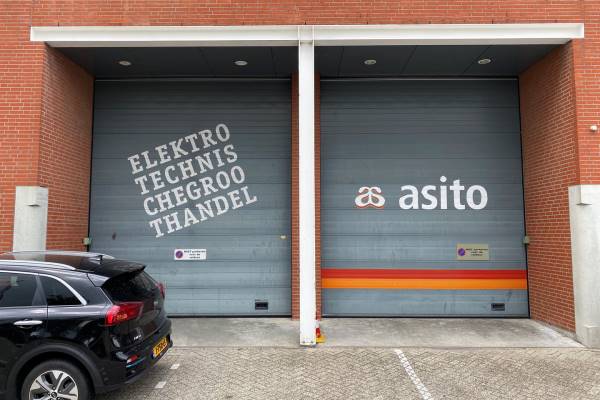 ELEKTRO
TECHNIS
CHEGROO
THANDEL
asito